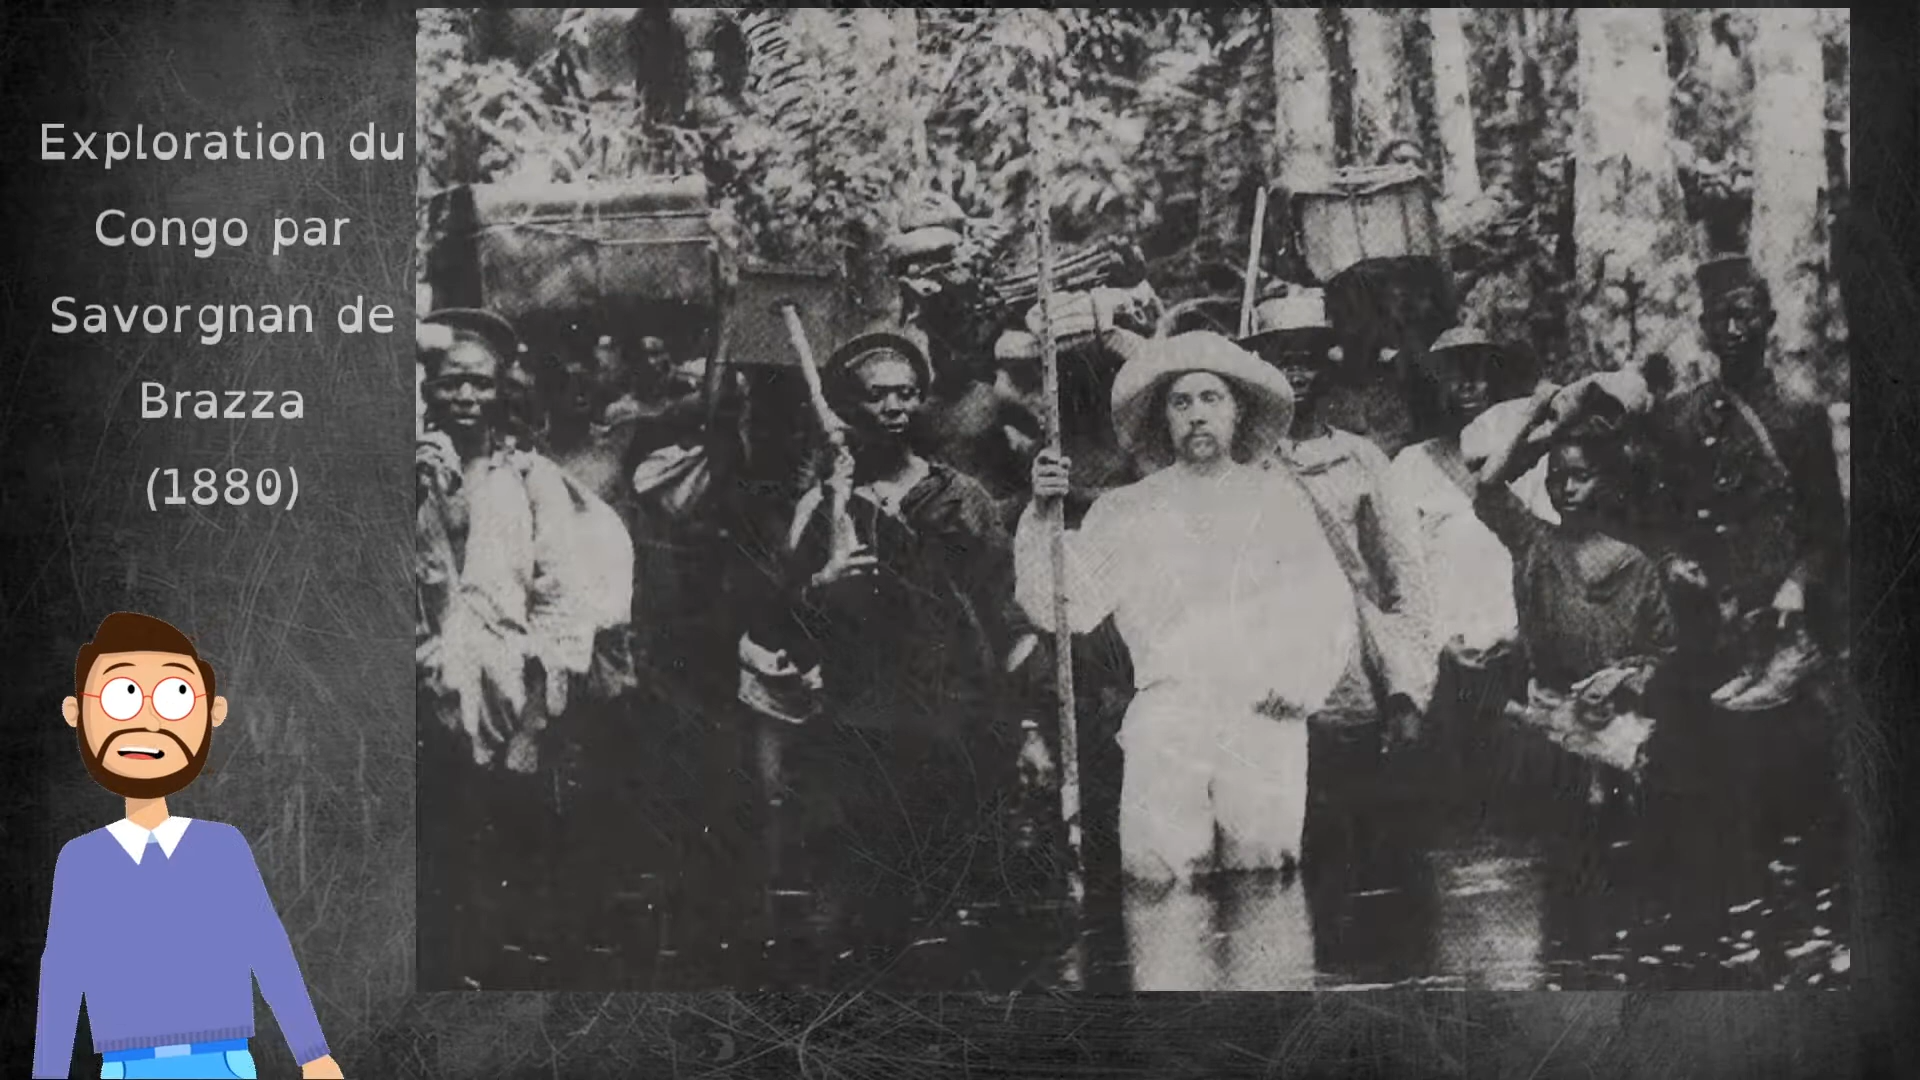 Exploration du
Congo par
Savorgnan de
Brazza
(1880)